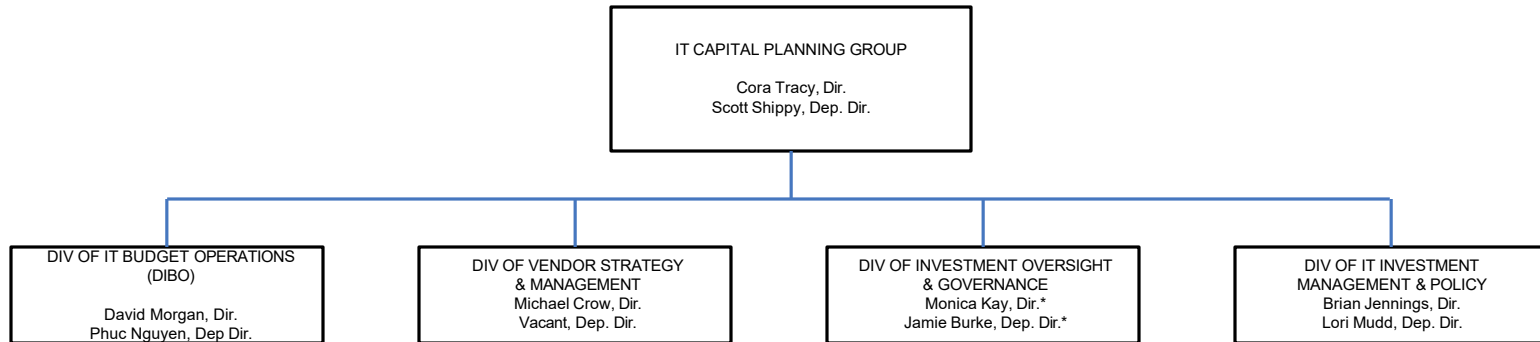 IT CAPITAL PLANNING GROUP
Cora Tracy, Dir.
Scott Shippy, Dep. Dir.
DIV OF IT BUDGET OPERATIONS
(DIBO)
David Morgan, Dir.
Phuc Nguyen, Dep Dir.
DIV OF VENDOR STRATEGY
& MANAGEMENT
Michael Crow, Dir.
Vacant, Dep. Dir.
DIV OF INVESTMENT OVERSIGHT
& GOVERNANCE
Monica Kay, Dir.*
Jamie Burke, Dep. Dir.*
DIV OF IT INVESTMENT
MANAGEMENT & POLICY
Brian Jennings, Dir.
Lori Mudd, Dep. Dir.